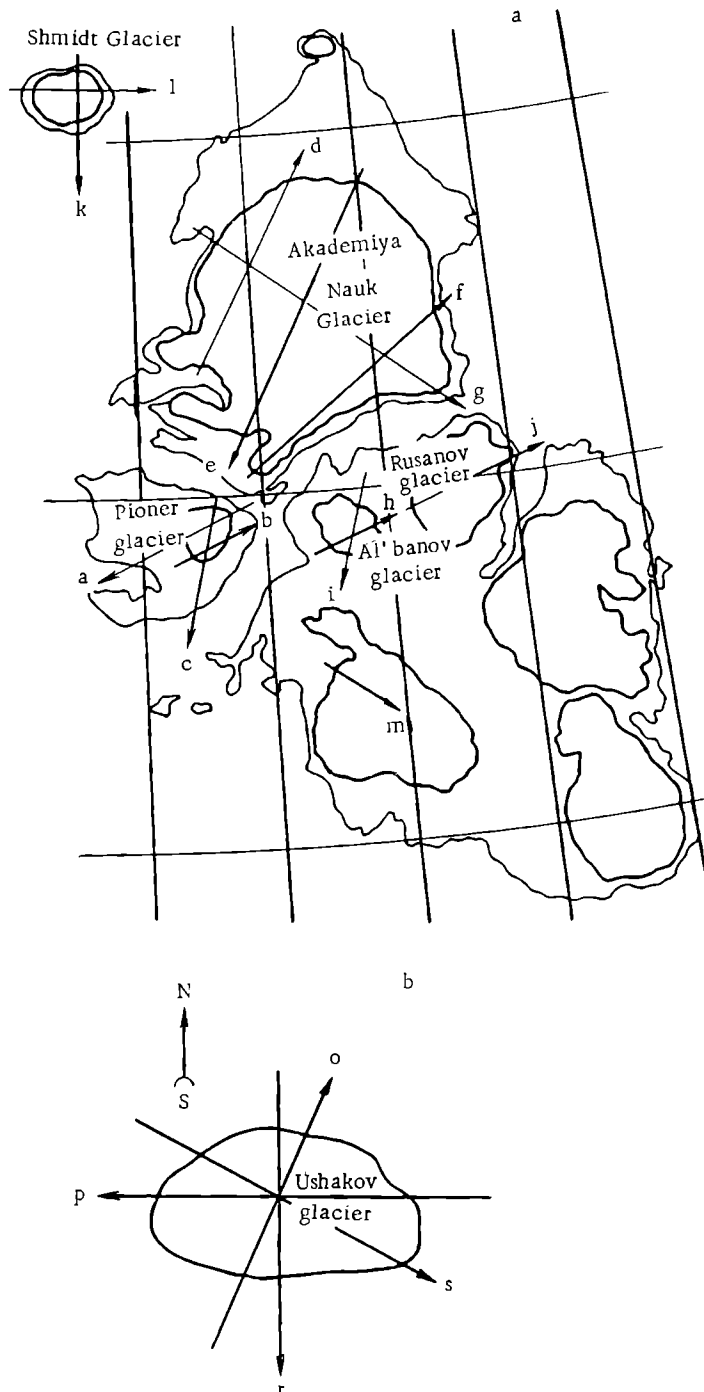 a
Shmidt Glacier
l
k
d
Akademiya
Nauk
Glacier
f
g
j
e
Rusanov
glacier
Pioner
glacier
b
h
Al' banov
glacier
a
i
c
m
b
N
S
o
p
Ushakov
glacier
s
r